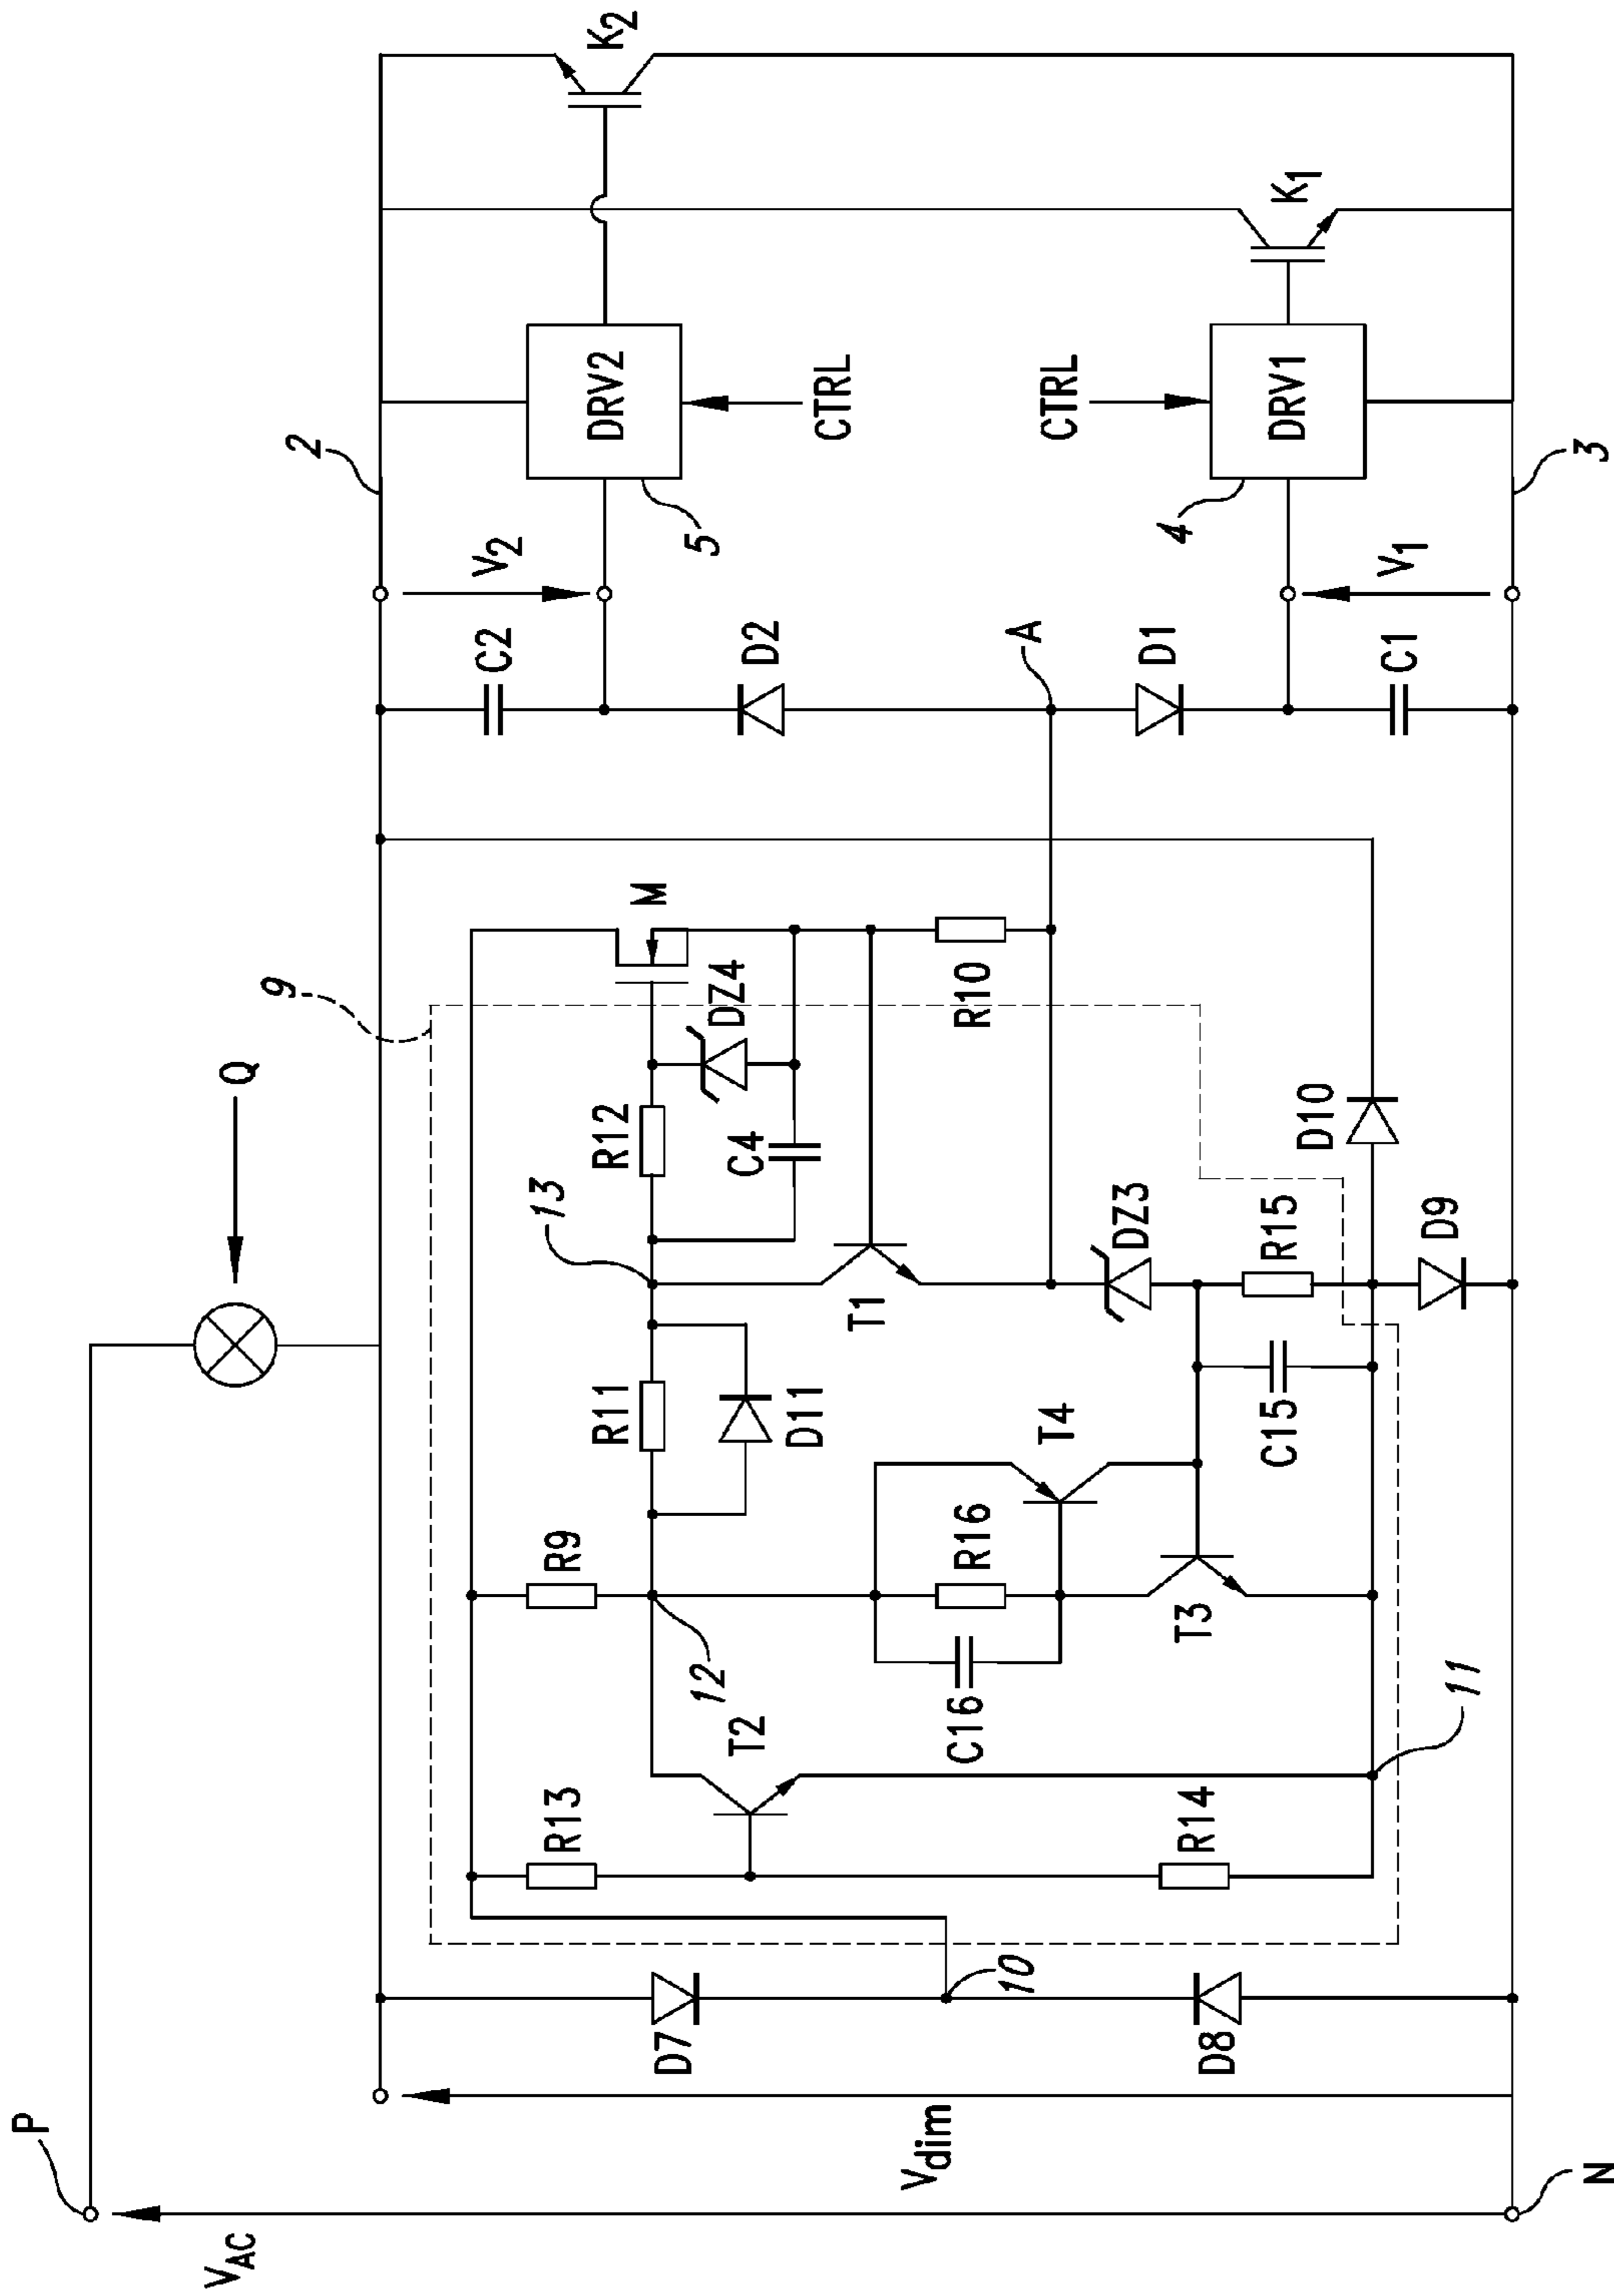 P
V_AC
Q
2
9
K2
V2
C2
5
DRV2
CTRL
D2
M
R12
DZ4
C4
13
R11
D11
R9
12
T2
R13
D7
10
V_dim
A
R10
T1
T4
R16
C16
T3
DZ3
R15
C15
R14
11
D10
D9
D8
CTRL
DRV1
4
K1
D1
V1
C1
3
N